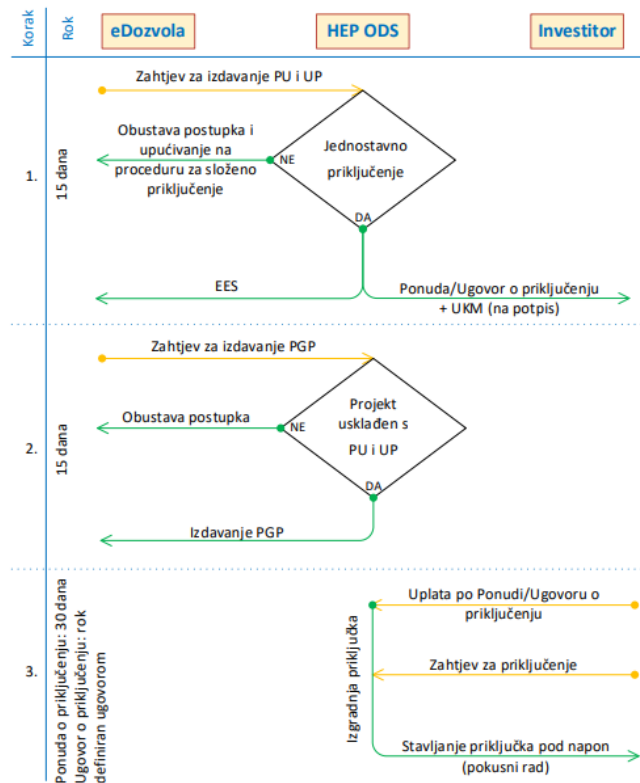 Korak
Rok
eDozvola
HEP ODS
Investitor
1.
15 dana
Zahtjev za izdavanje PU i UP
Obustava postupka i
upućivanje na
proceduru za složeno
priključenje
NE
Jednostavno
priključenje
DA
EES
Ponuda/Ugovor o priključenju
+ UKM (na potpis)
2.
15 dana
Zahtjev za izdavanje PGP
Obustava postupka
NE
Projekt
usklađen s
PU i UP
DA
Izdavanje PGP
3.
Ponuda o priključenju: 30 dana
Ugovor o priključenju: rok
definiran ugovorom
Izgradnja priključka
Uplata po Ponudi/Ugovoru o
priključenju
Zahtjev za priključenje
Stavljanje priključka pod napon
(pokusni rad)